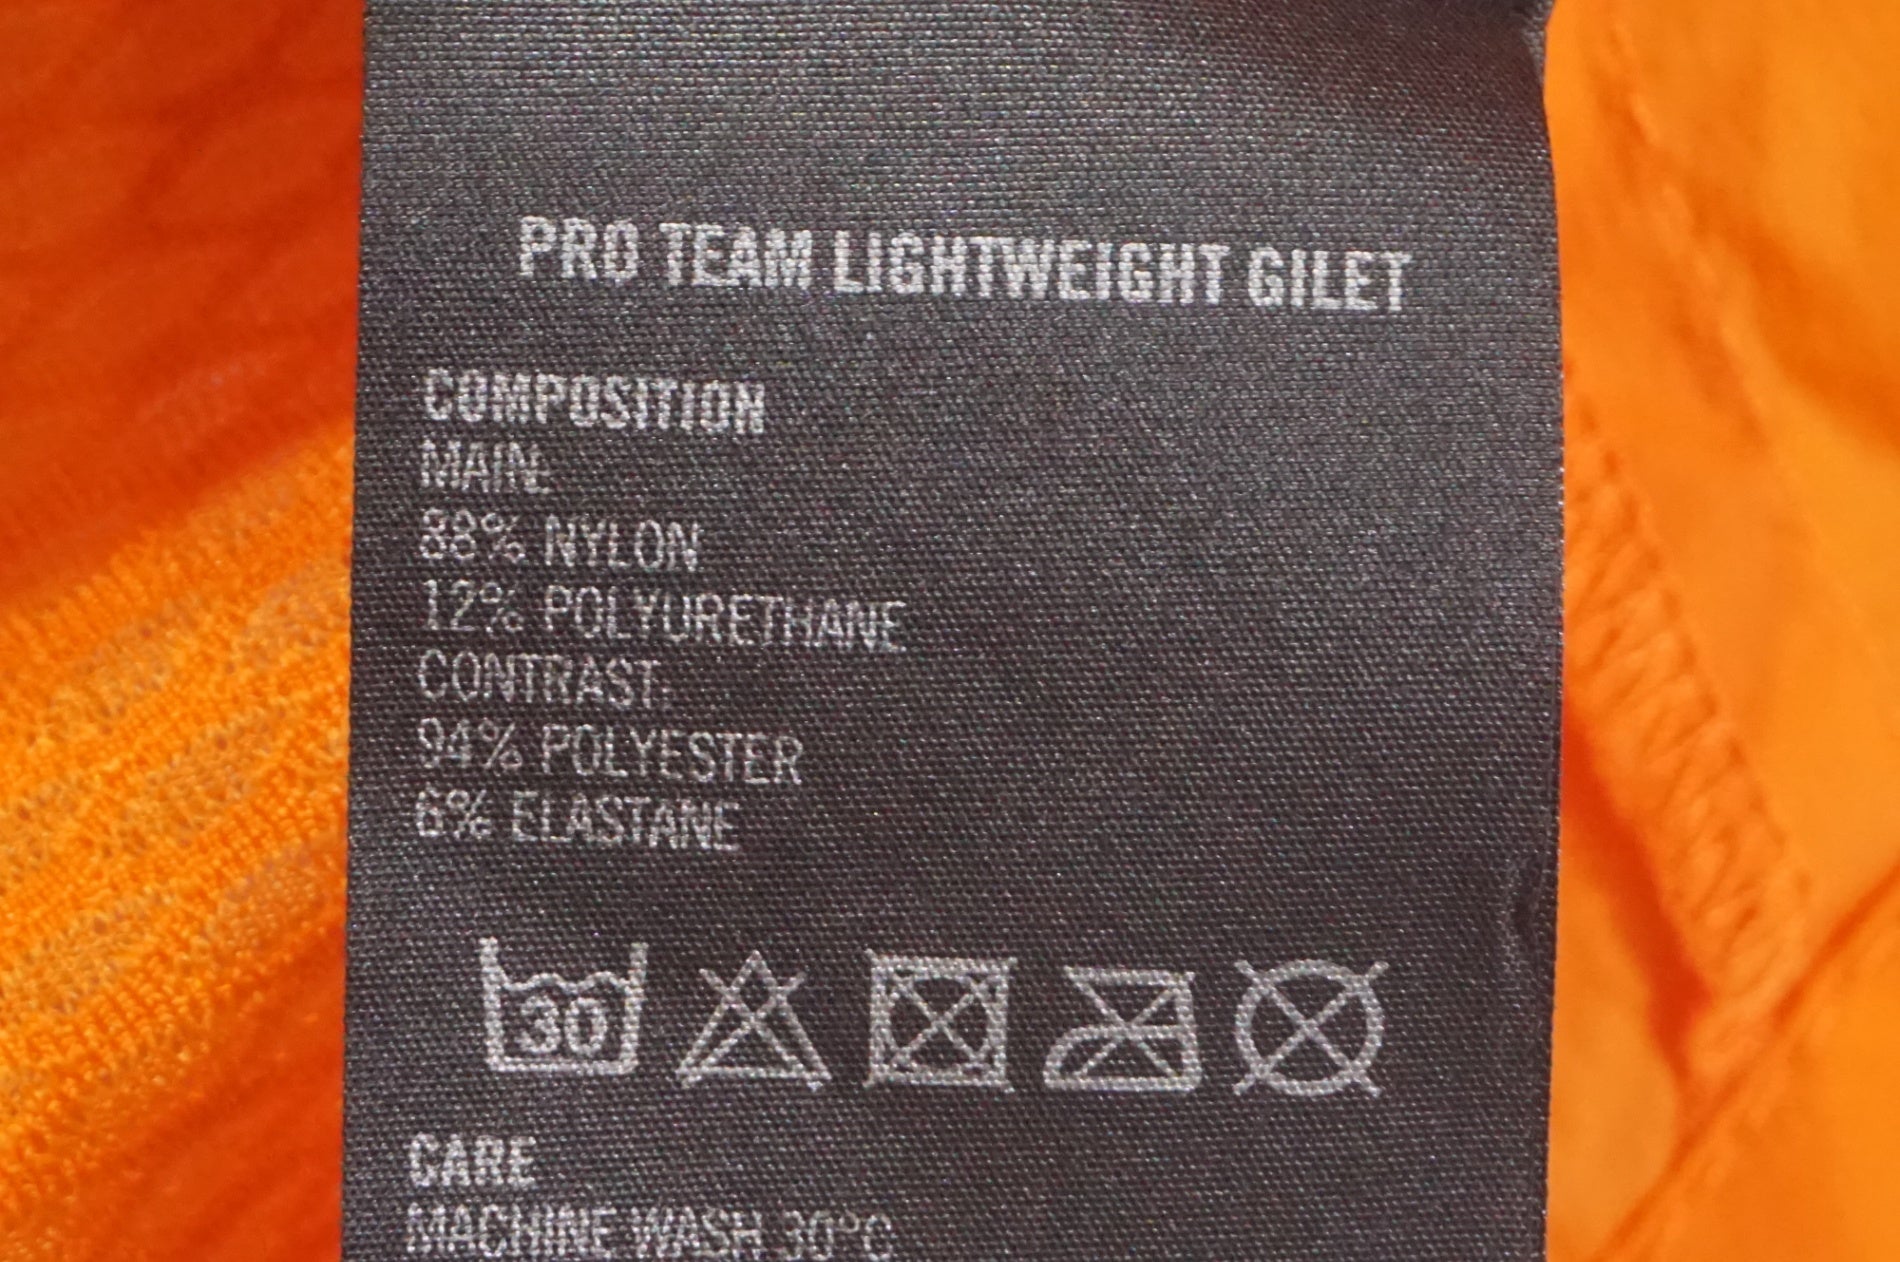 PRO TEAM LIGHTWEIGHT GILET
COMPOSITION
MAIN:
88% NYLON
12% POLYURETHANE
CONTRAST:
94% POLYESTER
6% ELASTANE
30
CARE
MACHINE WASH 30°C